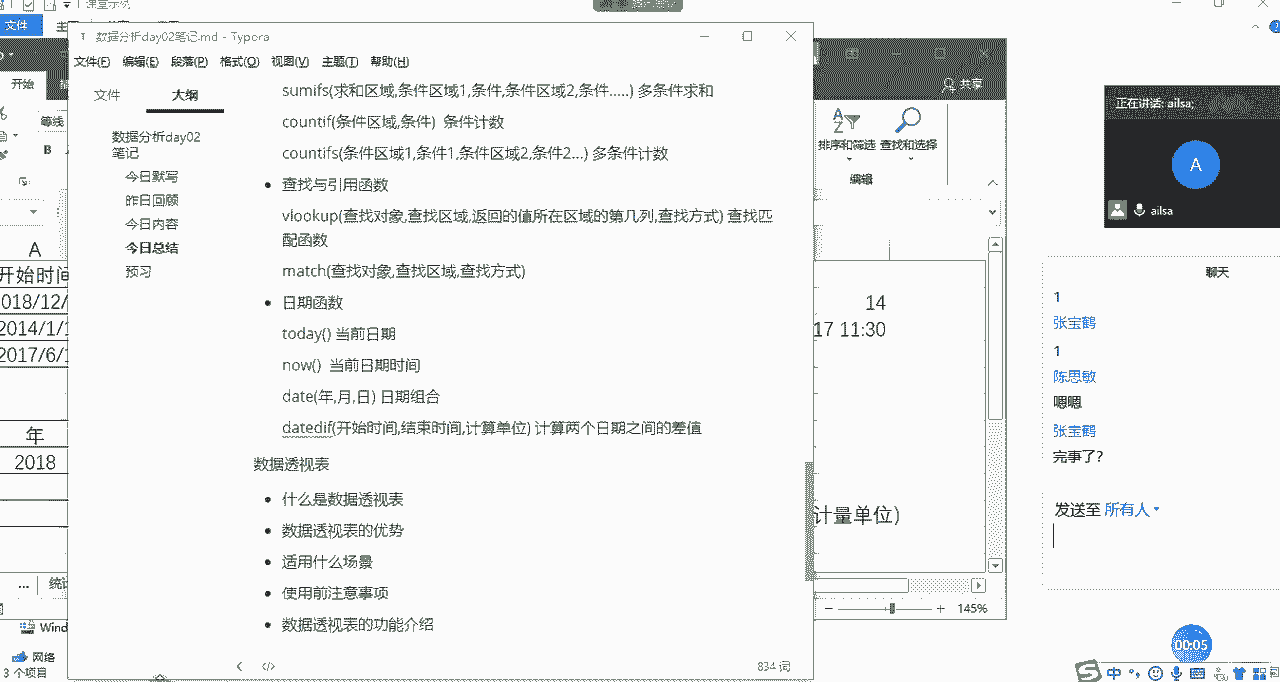 文件
数据分析day02笔记.md - Typora
文件(F) 编辑(E) 段落(P) 格式(O) 视图(V) 主题(T) 帮助(H)
开始
文件 大纲
数据分析day02
笔记
今日默写
昨日回顾
今日内容
今日总结
预习
sumifs(求和区域,条件区域1,条件,条件区域2,条件.....) 多条件求和
countif(条件区域,条件) 条件计数
countifs(条件区域1,条件1,条件区域2,条件2...) 多条件计数
查找与引用函数
vlookup(查找对象,查找区域,返回的值所在区域的第几列,查找方式) 查找匹
配函数
match(查找对象,查找区域,查找方式)
日期函数
today() 当前日期
now() 当前日期时间
date(年,月,日) 日期组合
datedif(开始时间,结束时间,计算单位) 计算两个日期之间的差值
数据透视表
什么是数据透视表
数据透视表的优势
适用什么场景
使用前注意事项
数据透视表的功能介绍
834 词
等线
B
A
开始时间
018/12/
2014/1/1
2017/6/1
年
2018
...
Wind
网络
3 个项目
共享
排序和筛选 查找和选择
编辑
14
17 11:30
计量单位)
145%
正在讲话: ailsa;
A
ailsa
聊天
1
张宝鹤
1
陈思敏
嗯嗯
张宝鹤
完事了?
发送至 所有人
00:05
中